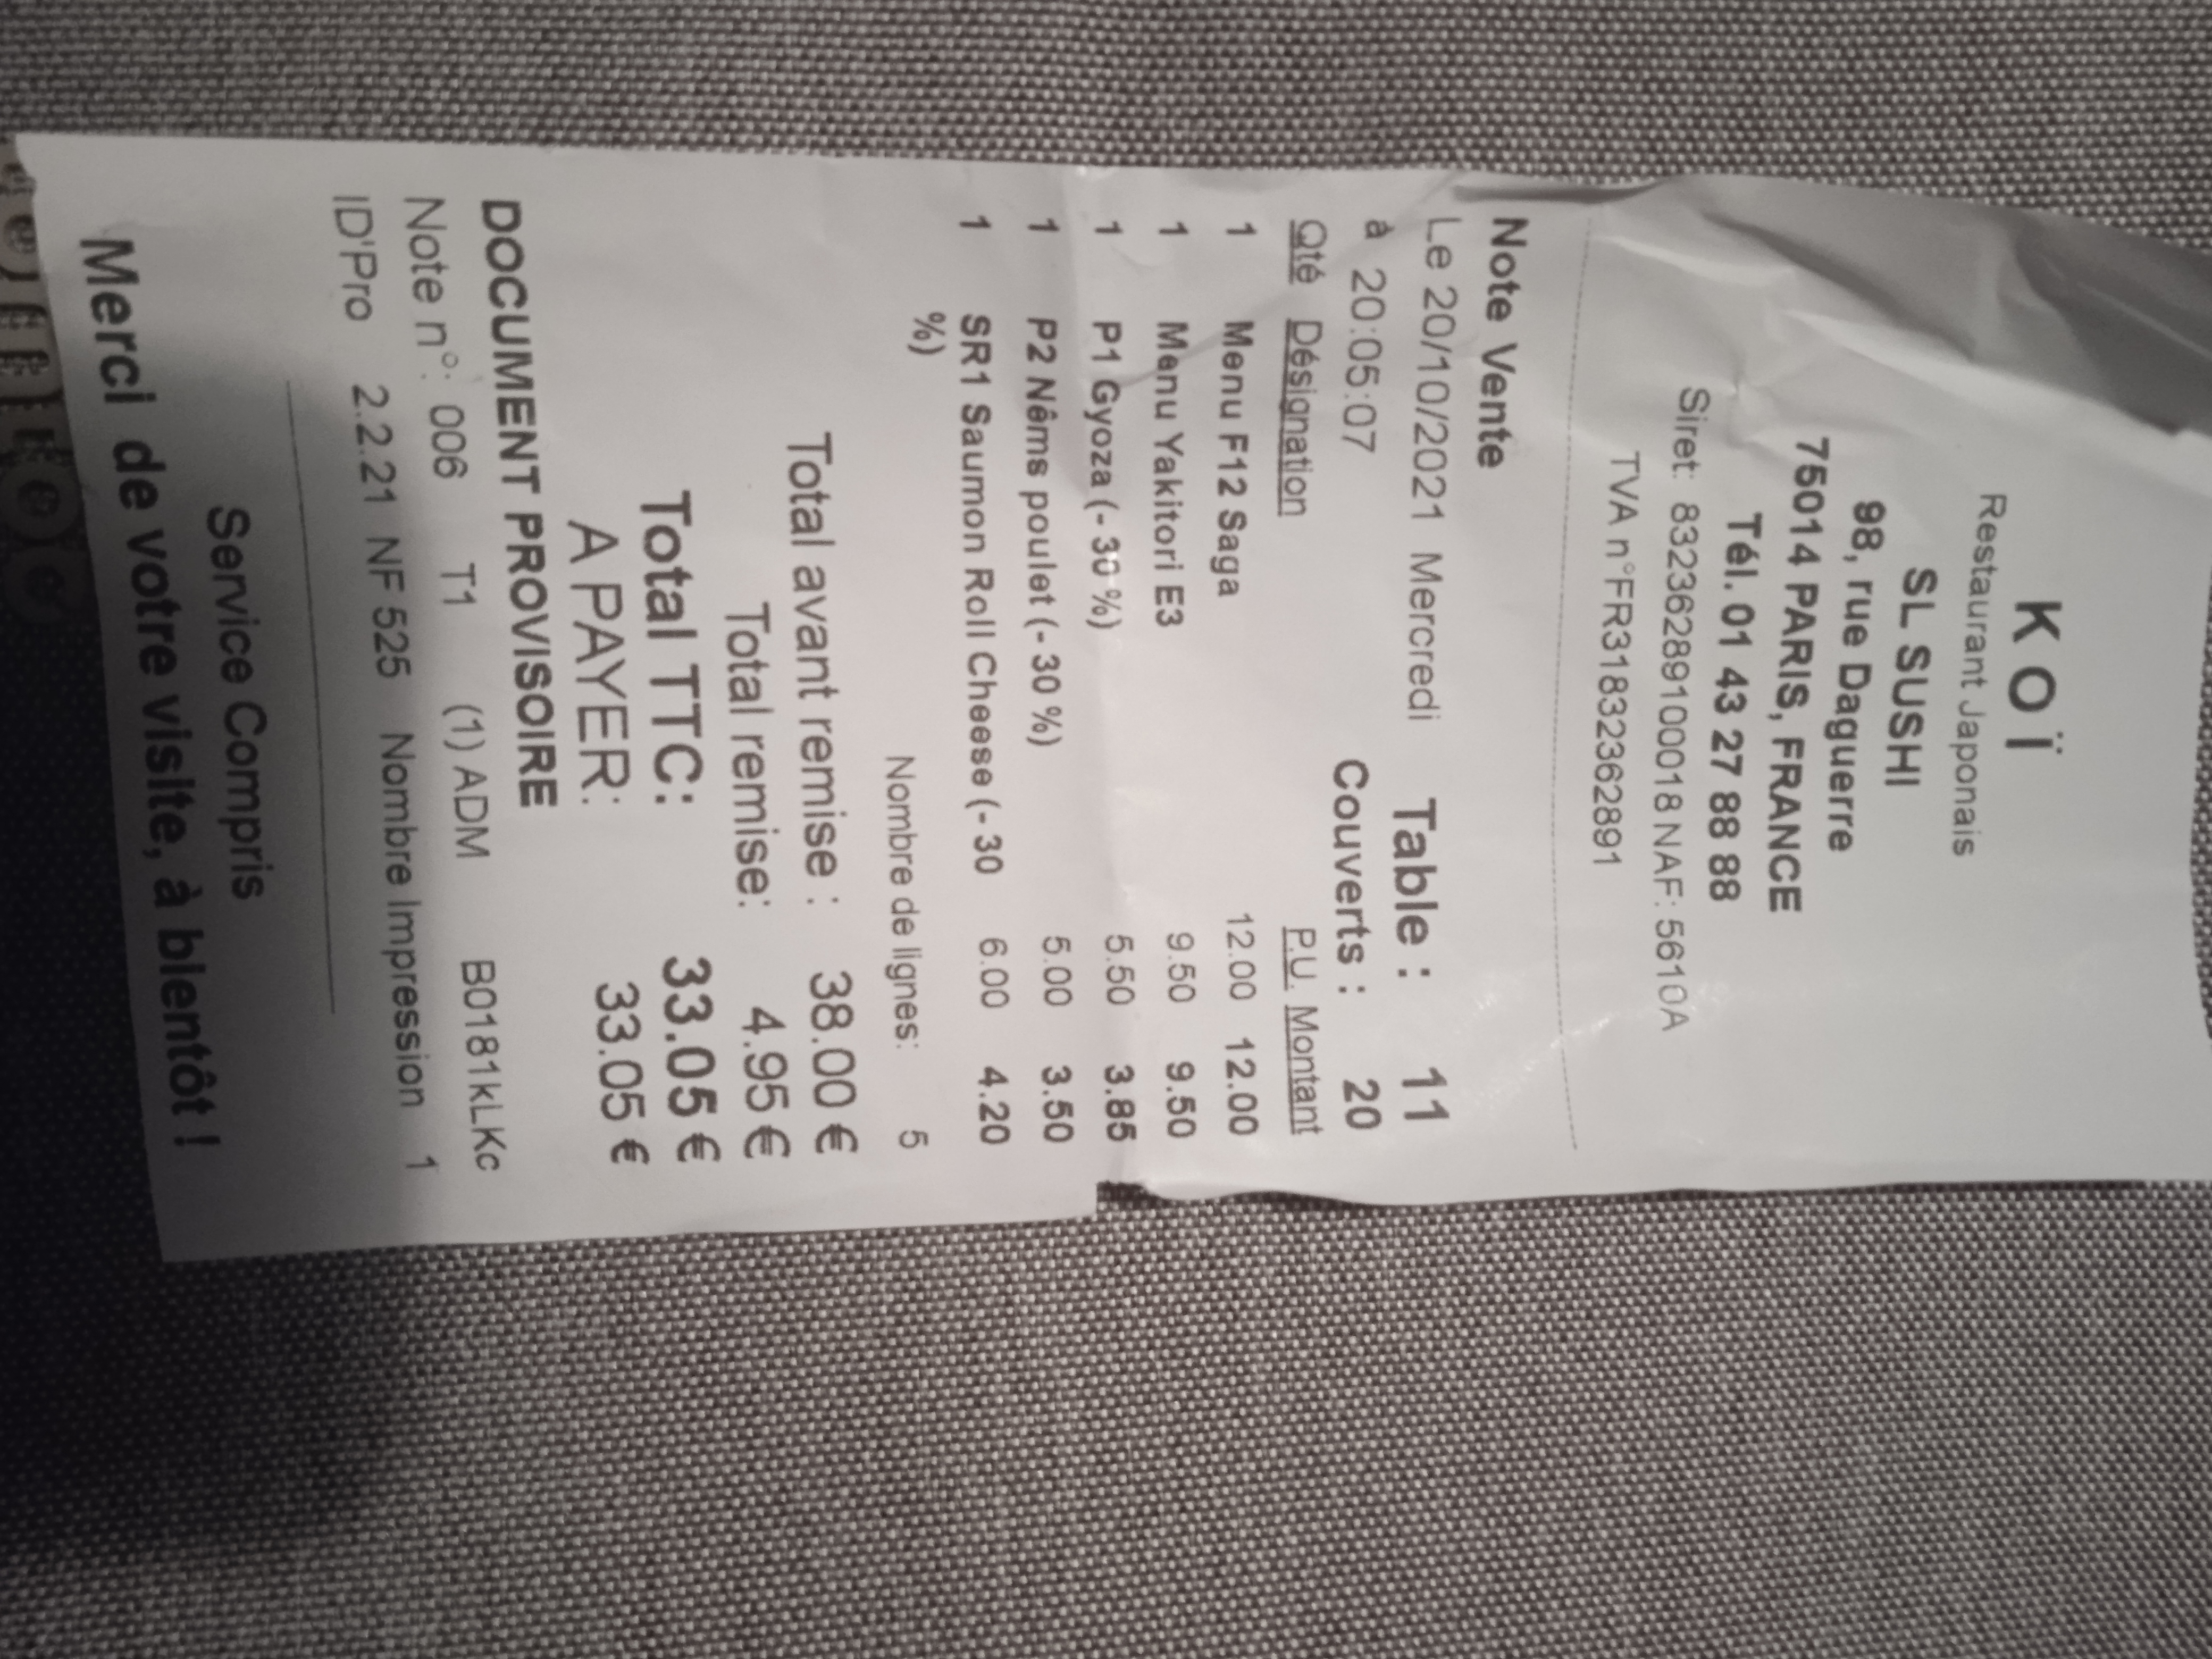 KOÏ
Restaurant Japonais
SL SUSHI
98, rue Daguerre
75014 PARIS, FRANCE
Tél. 01 43 27 88 88
Siret: 83236289100018 NAF: 5610A
TVA n°FR31832362891
Note Vente
Le 20/10/2021 Mercredi Table : 11
à 20:05:07 Couverts : 20
Qté Désignation P.U. Montant
1 Menu F12 Saga 12.00 12.00
1 Menu Yakitori E3 9.50 9.50
1 P1 Gyoza (- 30 %) 5.50 3.85
1 P2 Nêms poulet (- 30 %) 5.00 3.50
1 SR1 Saumon Roll Cheese (- 30 6.00 4.20
%)
Nombre de lignes: 5
Total avant remise : 38.00 €
Total remise: 4.95 €
Total TTC: 33.05 €
A PAYER: 33.05 €
DOCUMENT PROVISOIRE
Note n°: 006 T1 (1) ADM B0181kLKc
ID'Pro 2.2.21 NF 525 Nombre Impression 1
Service Compris
Merci de votre visite, à bientôt !